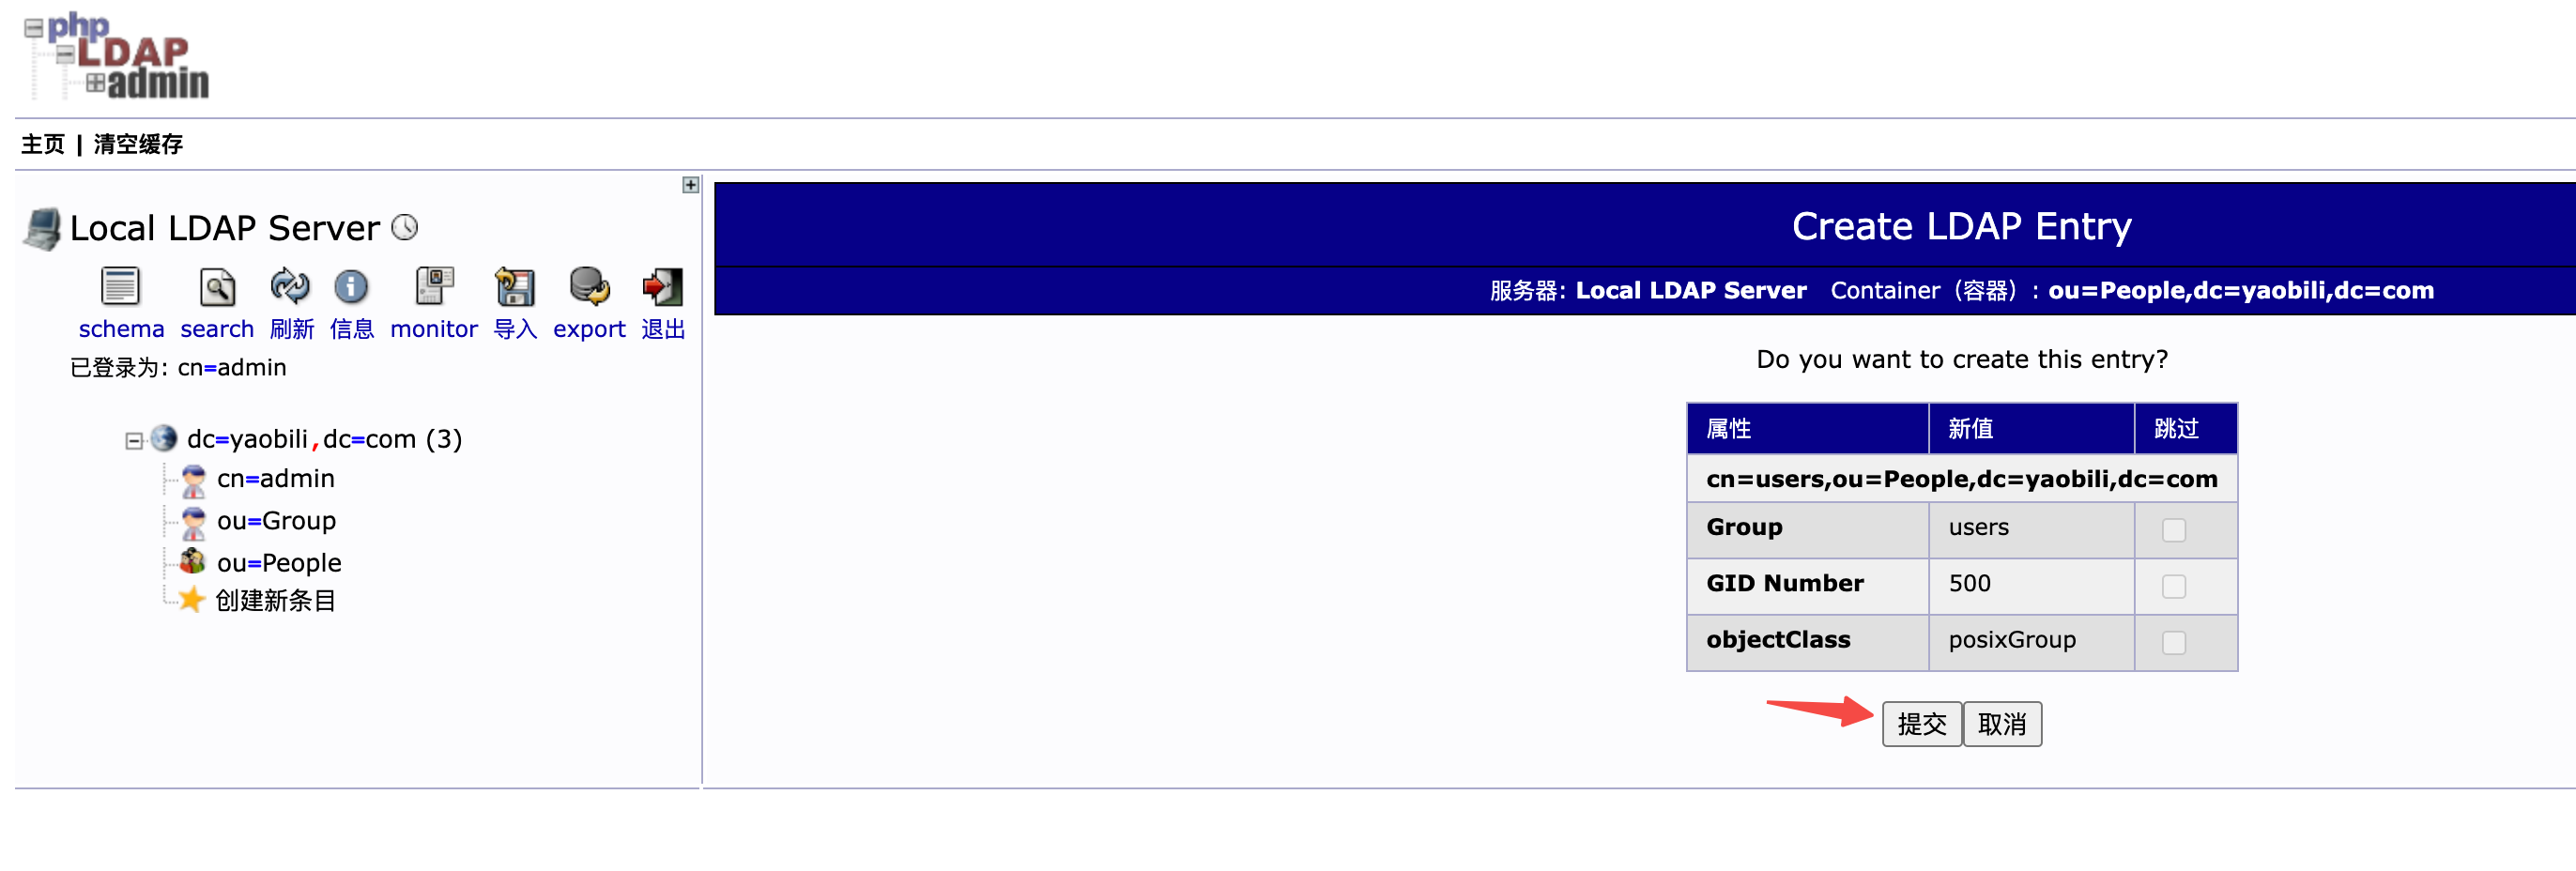 php
LDAP
admin
主页 | 清空缓存
Local LDAP Server
schema search 刷新 信息 monitor 导入 export 退出
已登录为: cn=admin
dc=yaobili,dc=com (3)
cn=admin
ou=Group
ou=People
创建新条目
Create LDAP Entry
服务器: Local LDAP Server Container（容器）: ou=People,dc=yaobili,dc=com
Do you want to create this entry?
属性 新值 跳过
cn=users,ou=People,dc=yaobili,dc=com
Group users
GID Number 500
objectClass posixGroup
提交 取消